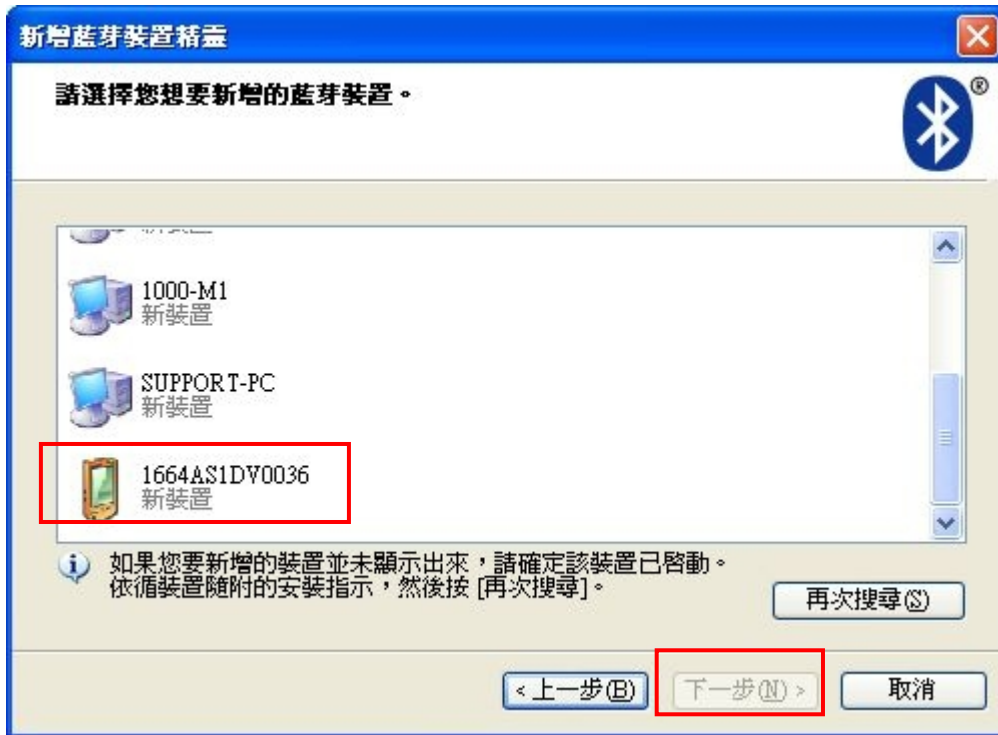 新增藍芽裝置精靈
請選擇您想要新增的藍芽裝置。
®
1000-M1
新裝置
SUPPORT-PC
新裝置
1664AS1DV0036
新裝置
如果您要新增的裝置並未顯示出來，請確定該裝置已啓動。
依循裝置隨附的安裝指示，然後按 [再次搜尋]。
再次搜尋(S)
<上一步(B)
下一步(N)>
取消